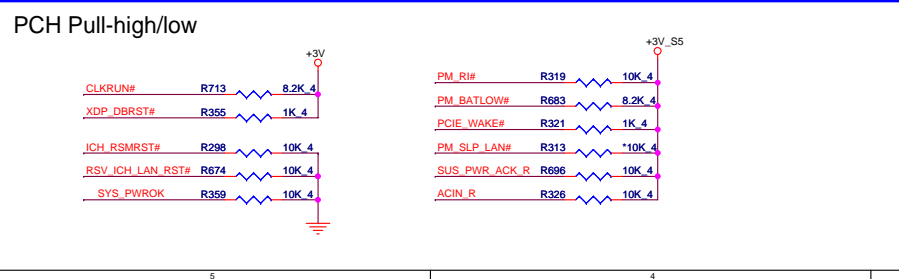 PCH Pull-high/low
+3V
CLKRUN# R713 8.2K_4
XDP_DBRST# R355 1K_4
ICH_RSMRST# R298 10K_4
RSV_ICH_LAN_RST# R674 10K_4
SYS_PWROK R359 10K_4
+3V_S5
PM_RI# R319 10K_4
PM_BATLOW# R683 8.2K_4
PCIE_WAKE# R321 1K_4
PM_SLP_LAN# R313 *10K_4
SUS_PWR_ACK_R R696 10K_4
ACIN_R R326 10K_4
5 4